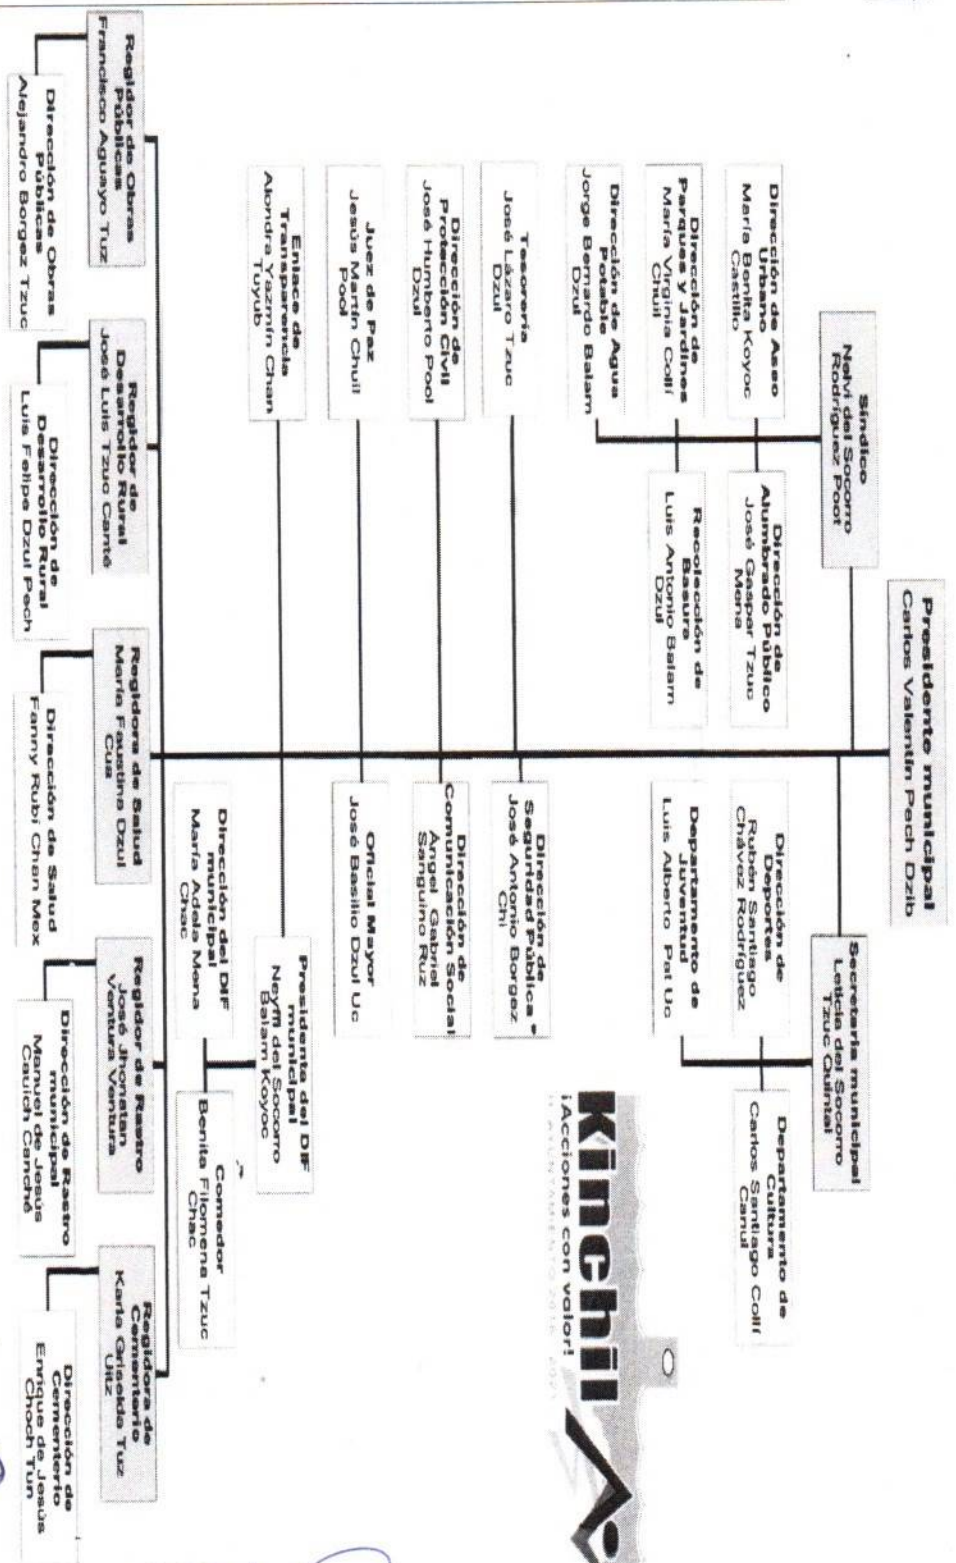 Presidente municipal
Carlos Valentín Pech Dzib
Síndico
Nelvi del Socorro
Rodríguez Poot
Secretaria municipal
Leticia del Socorro
Tzuc Quintal
Dirección de Aseo
Urbano
María Benita Koyoc
Castillo
Dirección de
Alumbrado Público
José Gaspar Tzuc
Mena
Dirección de
Deportes
Rubén Santiago
Chávez Rodríguez
Departamento de
Cultura
Carlos Santiago Collí
Canul
Dirección de
Parques y Jardines
María Virginia Collí
Chuil
Recolección de
Basura
Luis Antonio Balam
Dzul
Departamento de
Juventud
Luis Alberto Pat Uc
Dirección de Agua
Potable
Jorge Bernardo Balam
Dzul
Kinchil
¡Acciones con valor!
Tesorería
José Lázaro Tzuc
Dzul
Dirección de
Seguridad Pública
José Antonio Borgez
Chi
Dirección de
Protección Civil
José Humberto Pool
Dzul
Dirección de
Comunicación Social
Ángel Gabriel
Sanguino Ruz
Juez de Paz
Jesús Martín Chuil
Pool
Oficial Mayor
José Basilio Dzul Uc
Enlace de
Transparencia
Alondra Yazmín Chan
Tuyub
Presidenta del DIF
municipal
Neyffi del Socorro
Balam Koyoc
Dirección del DIF
municipal
María Adela Mena
Chac
Comedor
Benita Filomena Tzuc
Chac
Regidor de Obras
Públicas
Francisco Aguayo Tuz
Regidor de
Desarrollo Rural
José Luis Tzuc Canté
Regidora de Salud
María Faustina Dzul
Cua
Regidor de Rastro
José Jhonatan
Ventura Ventura
Regidora de
Cementerio
Karla Griselda Tuz
Uitz
Dirección de Obras
Públicas
Alejandro Borgez Tzuc
Dirección de
Desarrollo Rural
Luis Felipe Dzul Pech
Dirección de Salud
Fanny Rubí Chan Mex
Dirección de Rastro
municipal
Manuel de Jesús
Cauich Canché
Dirección de
Cementerio
Enrique de Jesús
Choch Tun